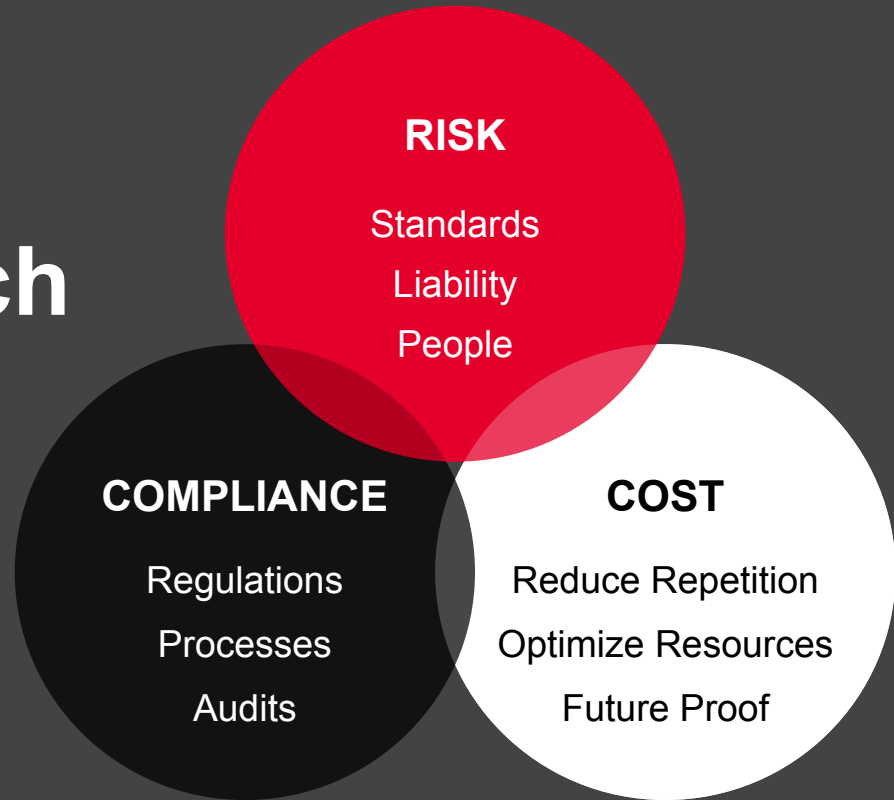 ch
RISK
Standards
Liability
People
COMPLIANCE
Regulations
Processes
Audits
COST
Reduce Repetition
Optimize Resources
Future Proof